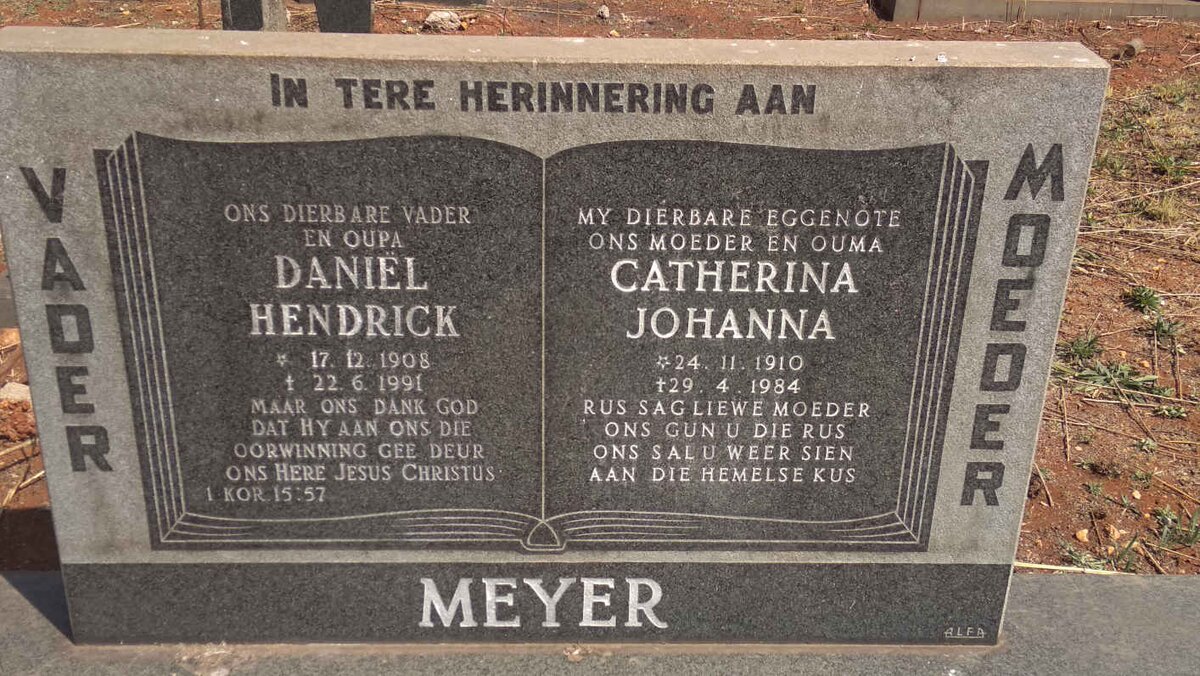 IN TERE HERINNERING AAN
VADER
ONS DIERBARE VADER
EN OUPA
DANIËL
HENDRICK
* 17. 12. 1908
† 22. 6. 1991
MAAR ONS DANK GOD
DAT HY AAN ONS DIE
OORWINNING GEE DEUR
ONS HERE JESUS CHRISTUS
1 KOR. 15:57
MY DIERBARE EGGENOTE
ONS MOEDER EN OUMA
CATHERINA
JOHANNA
* 24. 11. 1910
† 29. 4. 1984
RUS SAG LIEWE MOEDER
ONS GUN U DIE RUS
ONS SAL U WEER SIEN
AAN DIE HEMELSE KUS
MOEDER
MEYER
ALFA